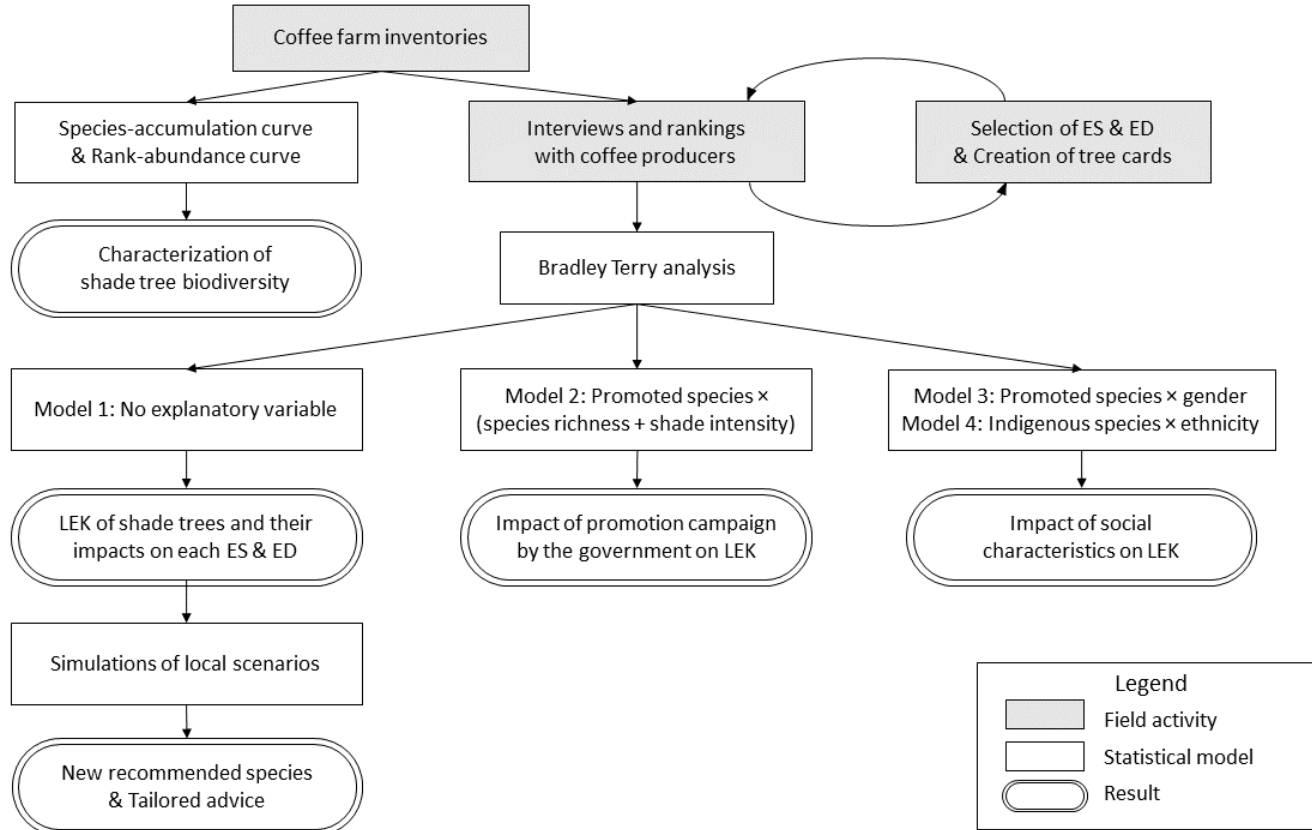 Coffee farm inventories
Species-accumulation curve
& Rank-abundance curve
Interviews and rankings
with coffee producers
Selection of ES & ED
& Creation of tree cards
Characterization of
shade tree biodiversity
Bradley Terry analysis
Model 1: No explanatory variable
Model 2: Promoted species ×
(species richness + shade intensity)
Model 3: Promoted species × gender
Model 4: Indigenous species × ethnicity
LEK of shade trees and their
impacts on each ES & ED
Impact of promotion campaign
by the government on LEK
Impact of social
characteristics on LEK
Simulations of local scenarios
New recommended species
& Tailored advice
Legend
Field activity
Statistical model
Result